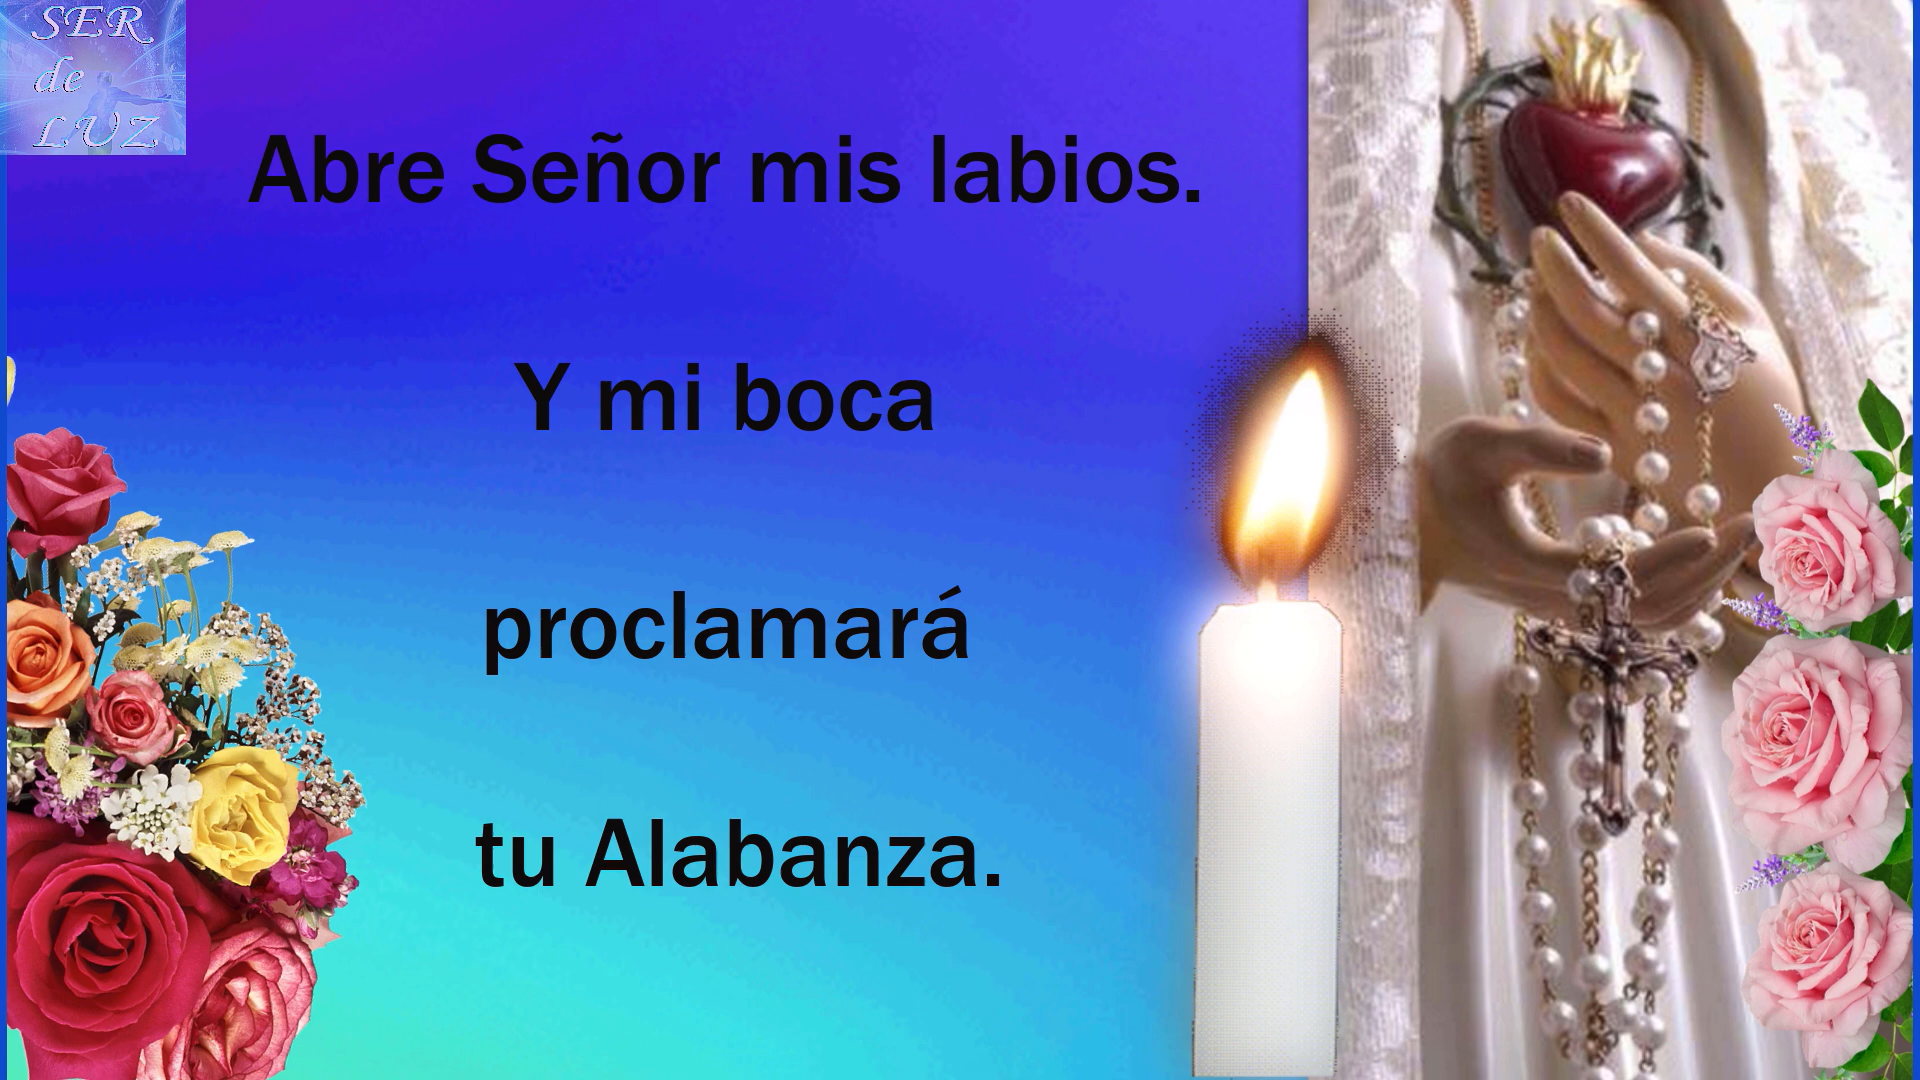 SER
de
LUZ
Abre Señor mis labios.
Y mi boca
proclamará
tu Alabanza.